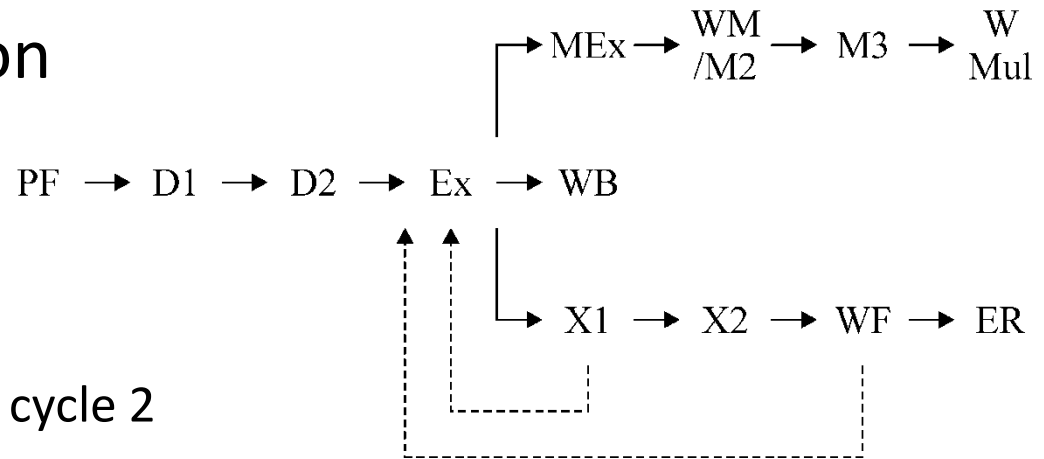 on
MEx → WM /M2 → M3 → W Mul
PF → D1 → D2 → Ex → WB
X1 → X2 → WF → ER
cycle 2